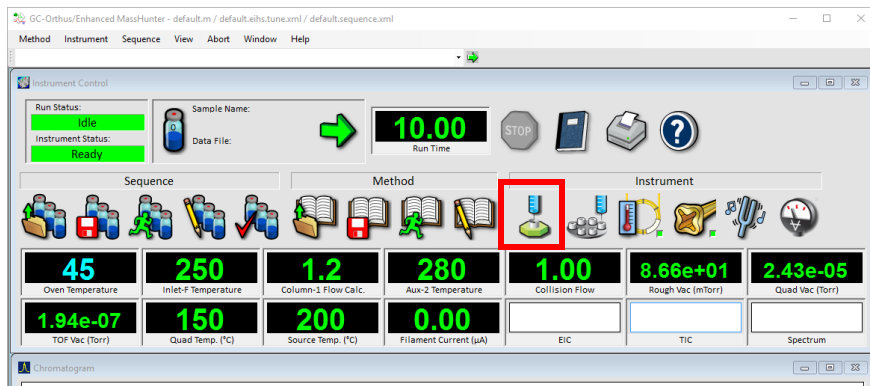 GC-Orthus/Enhanced MassHunter - default.m / default.eihs.tune.xml / default.sequence.xml
Method Instrument Sequence View Abort Window Help
Instrument Control
Run Status:
Idle
Instrument Status:
Ready
0
Sample Name:
Data File:
10.00
Run Time
STOP
?
Sequence Method Instrument
45 250 1.2 280 1.00 8.66e+01 2.43e-05
Oven Temperature Inlet-F Temperature Column-1 Flow Calc. Aux-2 Temperature Collision Flow Rough Vac (mTorr) Quad Vac (Torr)
1.94e-07 150 200 0.00
TOF Vac (Torr) Quad Temp. (°C) Source Temp. (°C) Filament Current (µA) EIC TIC Spectrum
Chromatogram